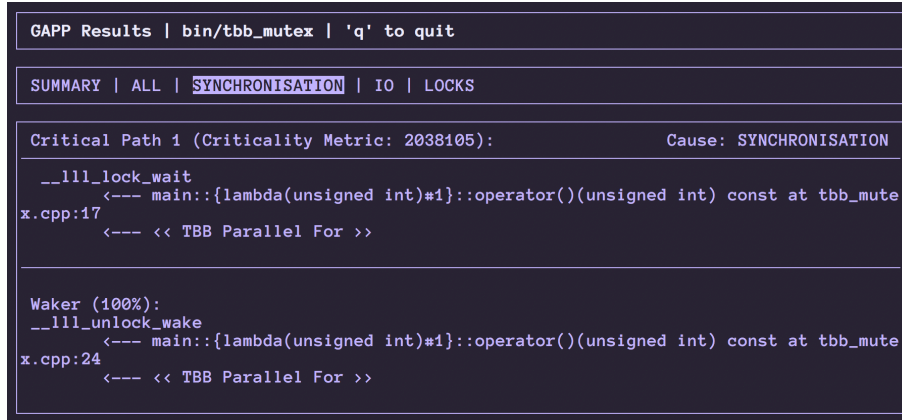 GAPP Results | bin/tbb_mutex | 'q' to quit
SUMMARY | ALL | SYNCHRONISATION | IO | LOCKS
Critical Path 1 (Criticality Metric: 2038105): Cause: SYNCHRONISATION
__lll_lock_wait
<--- main::{lambda(unsigned int)#1}::operator()(unsigned int) const at tbb_mute
x.cpp:17
<--- << TBB Parallel For >>
Waker (100%):
__lll_unlock_wake
<--- main::{lambda(unsigned int)#1}::operator()(unsigned int) const at tbb_mute
x.cpp:24
<--- << TBB Parallel For >>